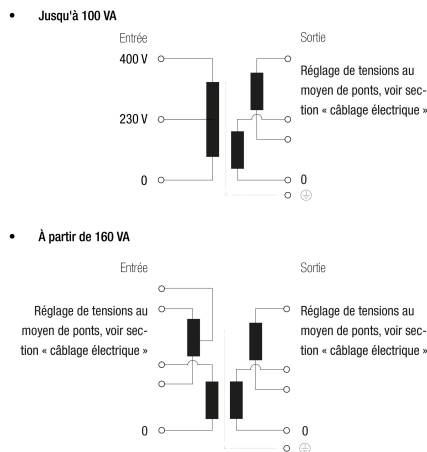 • Jusqu'à 100 VA
Entrée
Sortie
400 V
Réglage de tensions au
moyen de ponts, voir sec-
tion « câblage électrique »
230 V
0
0
• À partir de 160 VA
Entrée
Sortie
Réglage de tensions au
moyen de ponts, voir sec-
tion « câblage électrique »
Réglage de tensions au
moyen de ponts, voir sec-
tion « câblage électrique »
0
0